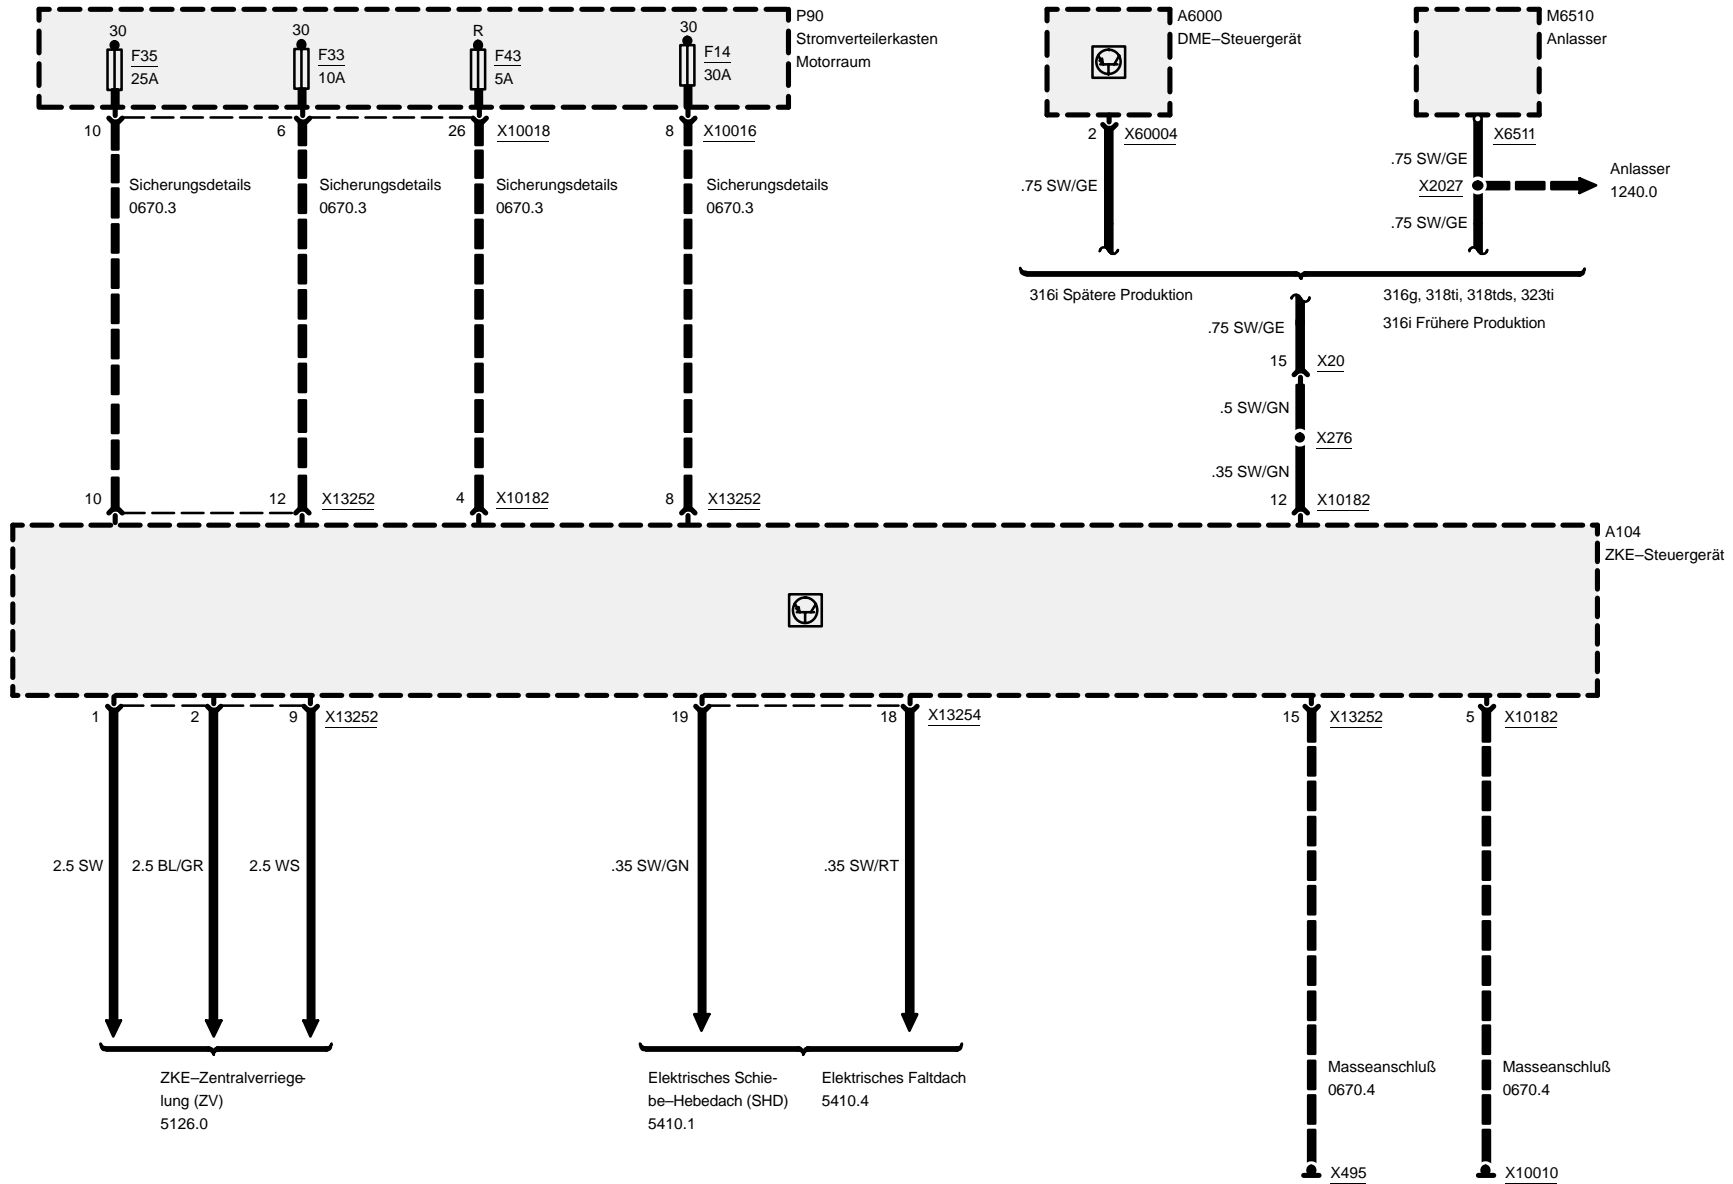 P90
Stromverteilerkasten
Motorraum
30
F35
25A
30
F33
10A
R
F43
5A
30
F14
30A
A6000
DME–Steuergerät
M6510
Anlasser
10
6
26
X10018
8
X10016
2
X60004
X6511
Sicherungsdetails
0670.3
Sicherungsdetails
0670.3
Sicherungsdetails
0670.3
Sicherungsdetails
0670.3
.75 SW/GE
.75 SW/GE
X2027
.75 SW/GE
Anlasser
1240.0
316i Spätere Produktion
316g, 318ti, 318tds, 323ti
316i Frühere Produktion
.75 SW/GE
15
X20
.5 SW/GN
X276
.35 SW/GN
10
12
X13252
4
X10182
8
X13252
12
X10182
A104
ZKE–Steuergerät
1
2
9
X13252
19
18
X13254
15
X13252
5
X10182
2.5 SW
2.5 BL/GR
2.5 WS
.35 SW/GN
.35 SW/RT
ZKE–Zentralverriege-
lung (ZV)
5126.0
Elektrisches Schie-
be–Hebedach (SHD)
5410.1
Elektrisches Faltdach
5410.4
Masseanschluß
0670.4
Masseanschluß
0670.4
X495
X10010